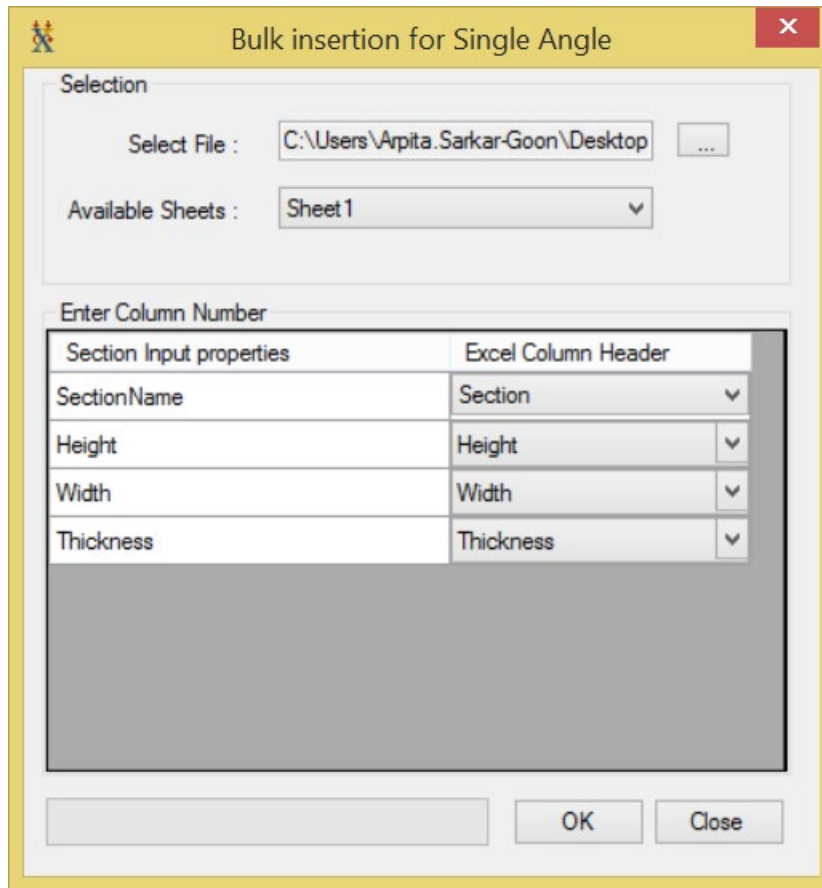 Bulk insertion for Single Angle
Selection
Select File : C:\Users\Arpita.Sarkar-Goon\Desktop ...
Available Sheets : Sheet1
Enter Column Number
Section Input properties Excel Column Header
SectionName Section
Height Height
Width Width
Thickness Thickness
OK Close